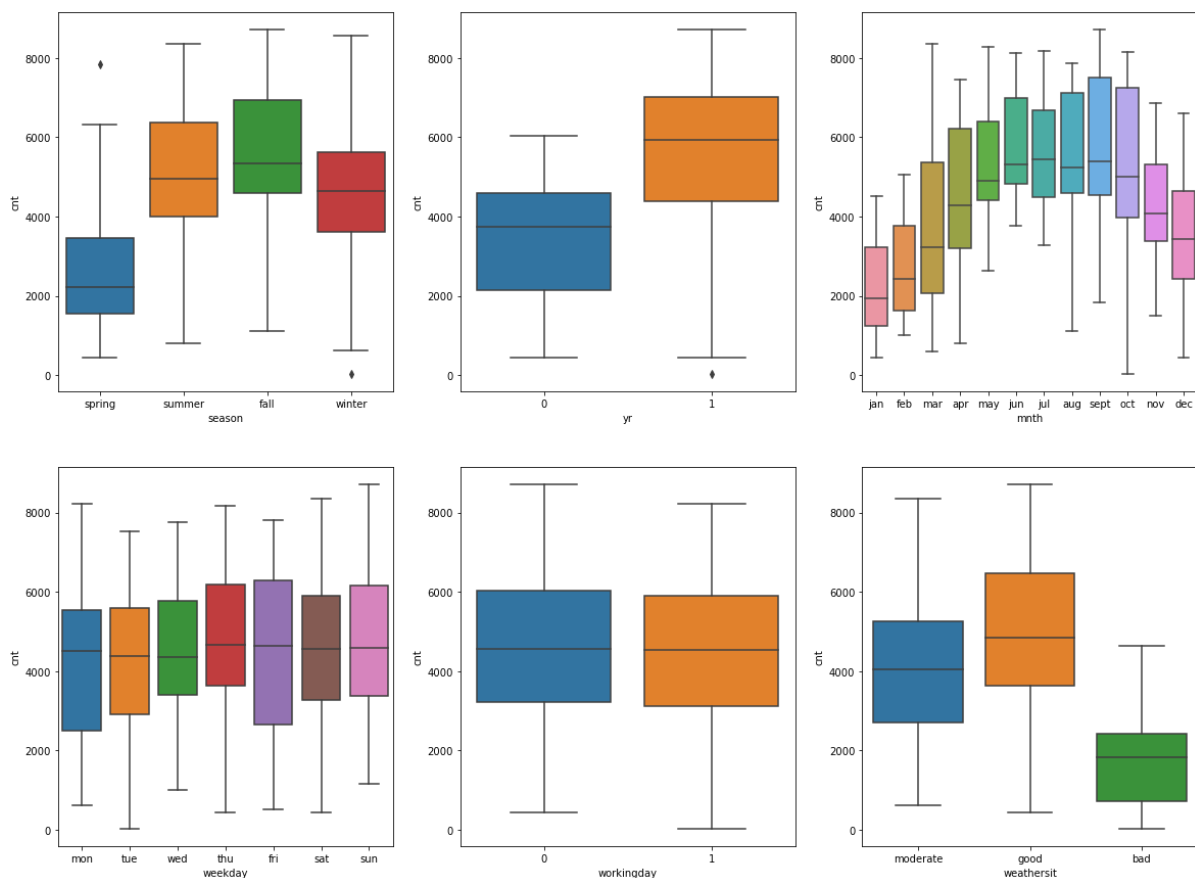 8000
6000
4000
2000
0
cnt
spring summer fall winter
season
8000
6000
4000
2000
0
cnt
0 1
yr
8000
6000
4000
2000
0
cnt
jan feb mar apr may jun jul aug sept oct nov dec
mnth
8000
6000
4000
2000
0
cnt
mon tue wed thu fri sat sun
weekday
8000
6000
4000
2000
0
cnt
0 1
workingday
8000
6000
4000
2000
0
cnt
moderate good bad
weathersit